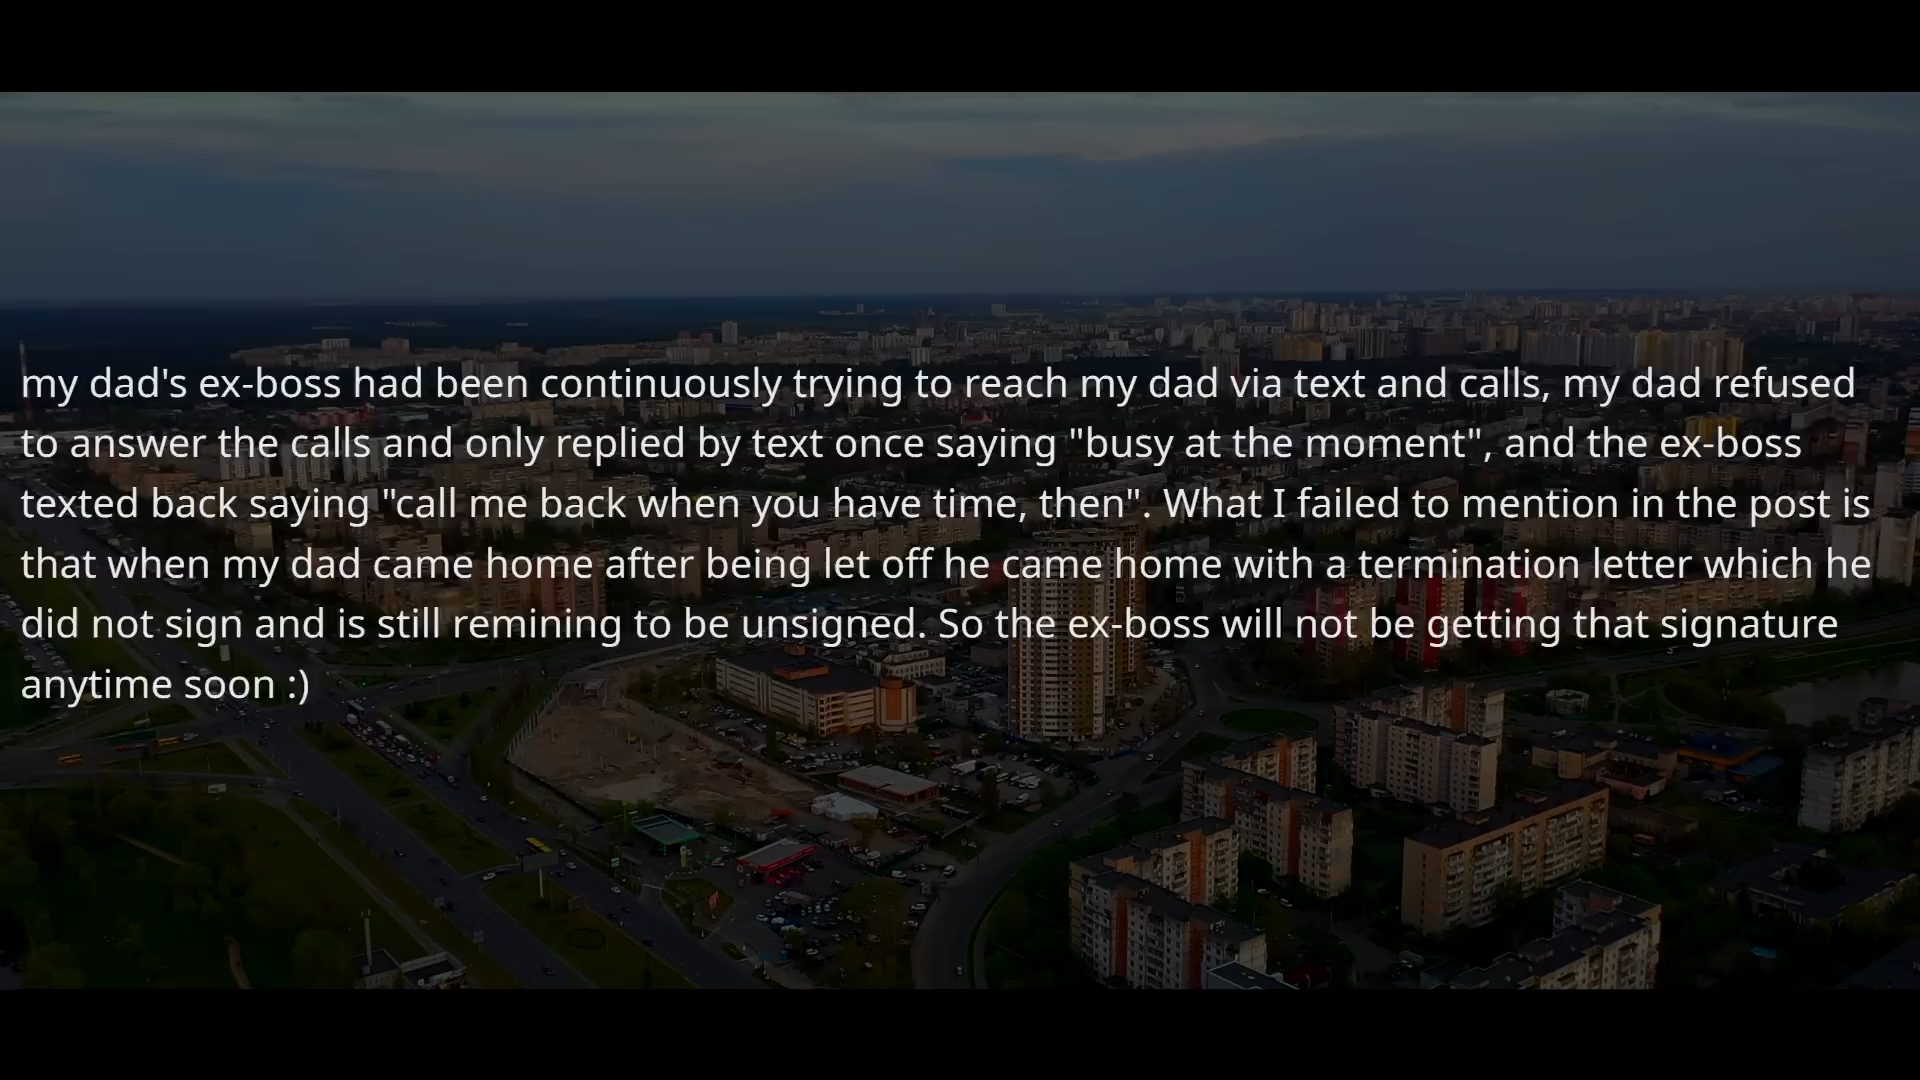 my dad's ex-boss had been continuously trying to reach my dad via text and calls, my dad refused
to answer the calls and only replied by text once saying "busy at the moment", and the ex-boss
texted back saying "call me back when you have time, then". What I failed to mention in the post is
that when my dad came home after being let off he came home with a termination letter which he
did not sign and is still remining to be unsigned. So the ex-boss will not be getting that signature
anytime soon :)